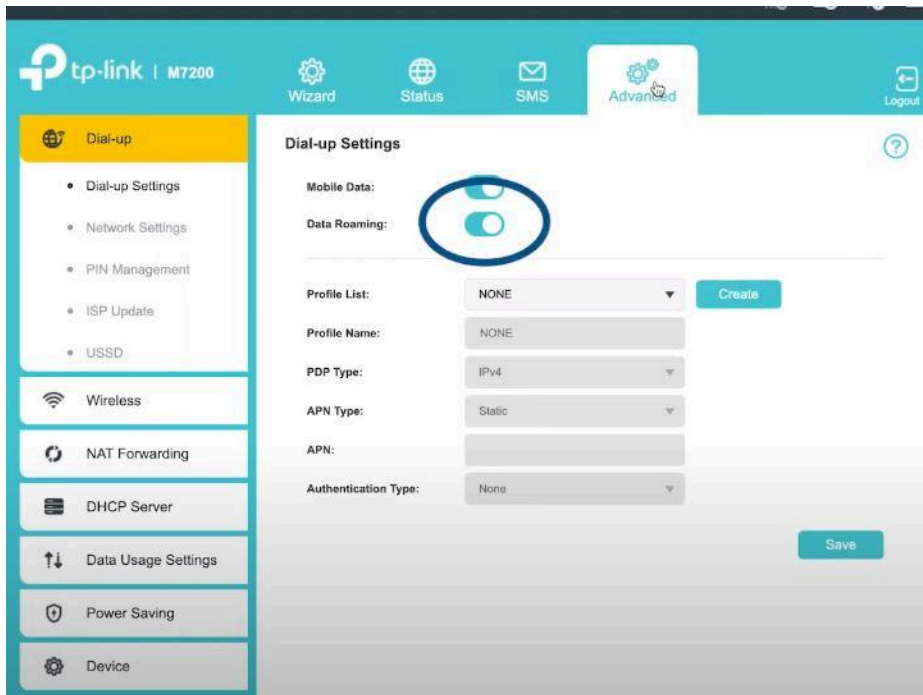 tp-link | M7200
Wizard
Status
SMS
Advanced
Logout
Dial-up
Dial-up Settings
Network Settings
PIN Management
ISP Update
USSD
Wireless
NAT Forwarding
DHCP Server
Data Usage Settings
Power Saving
Device
Dial-up Settings
?
Mobile Data:
Data Roaming:
Profile List: NONE Create
Profile Name: NONE
PDP Type: IPv4
APN Type: Static
APN:
Authentication Type: None
Save